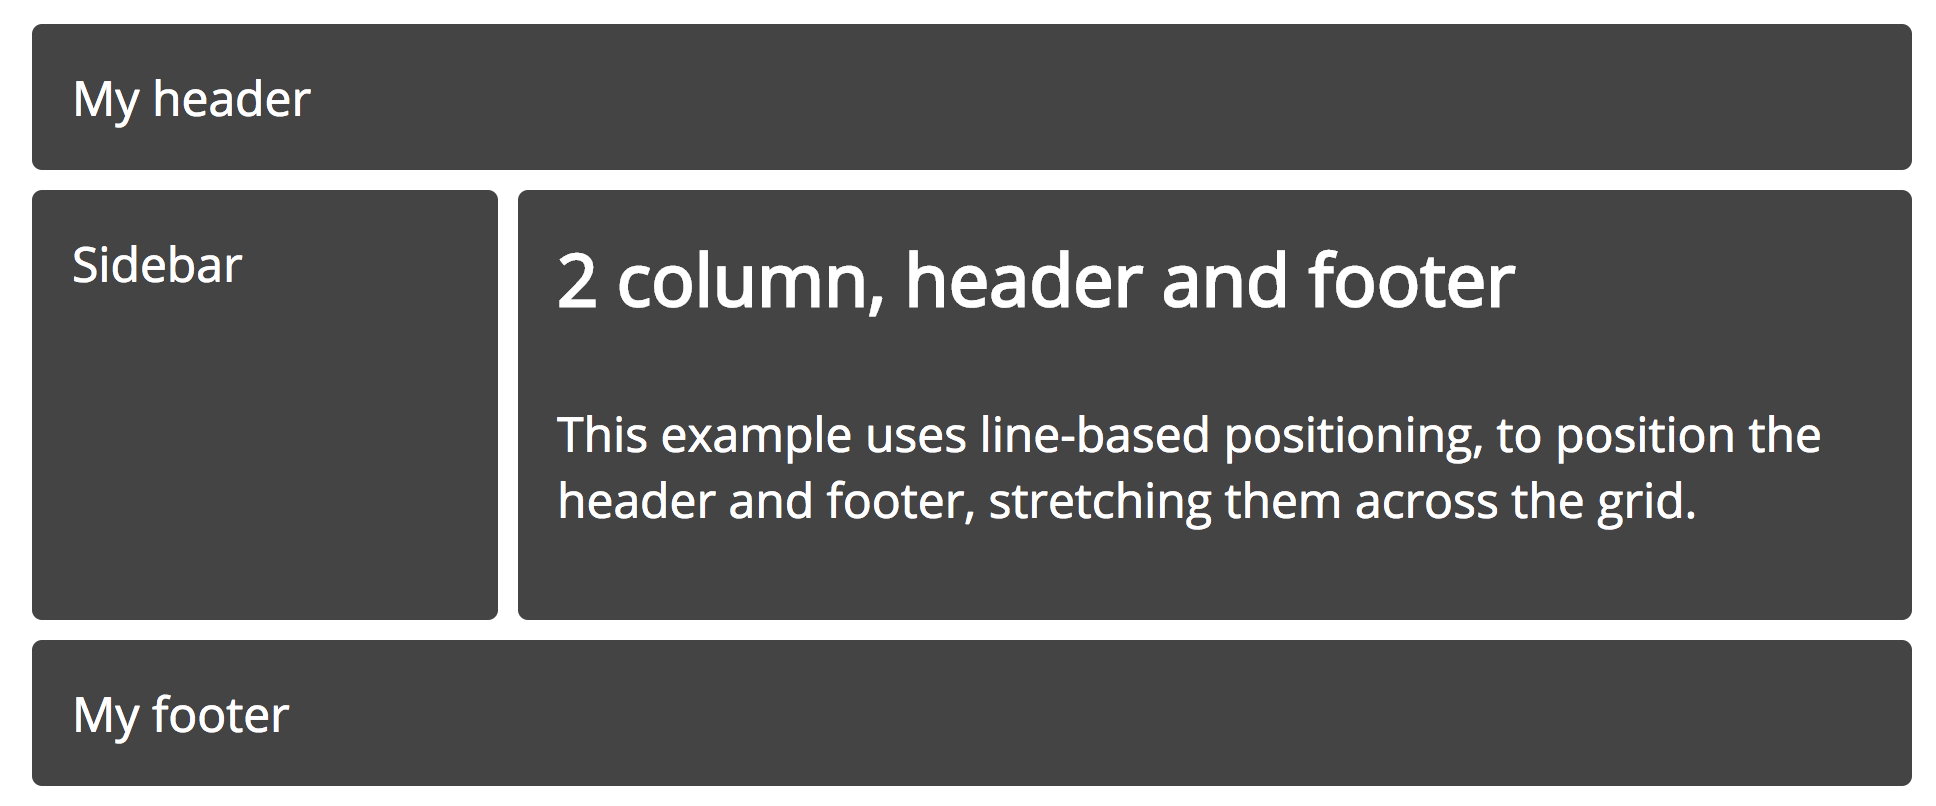 My header
Sidebar
2 column, header and footer
This example uses line-based positioning, to position the
header and footer, stretching them across the grid.
My footer